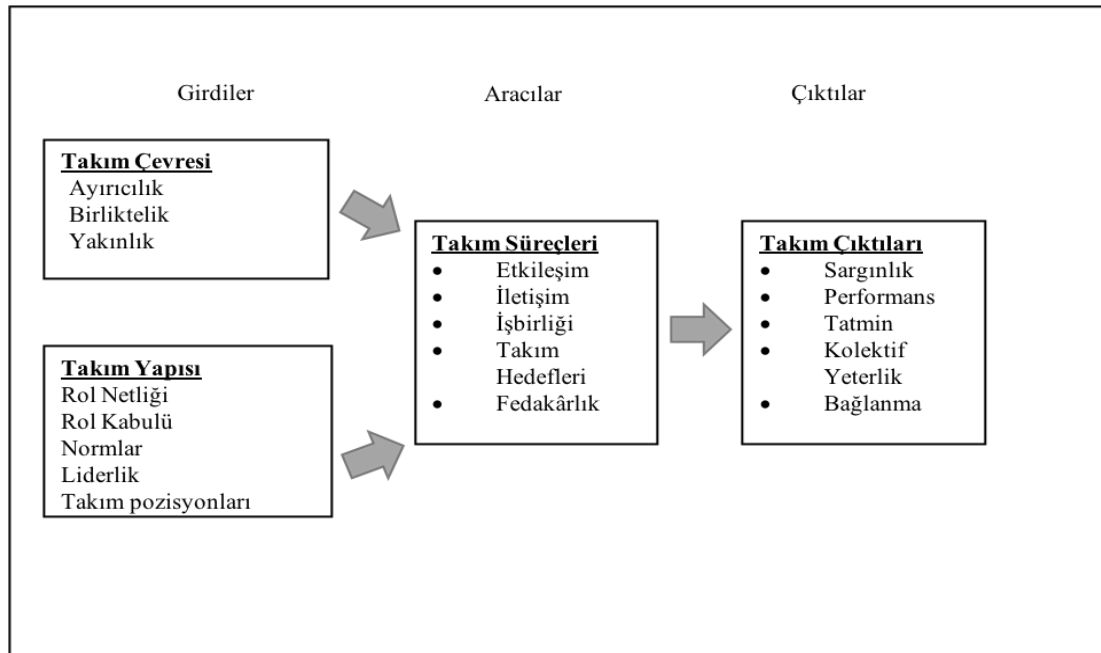 Girdiler
Aracılar
Çıktılar
Takım Çevresi
Ayırıcılık
Birliktelik
Yakınlık
Takım Yapısı
Rol Netliği
Rol Kabulü
Normlar
Liderlik
Takım pozisyonları
Takım Süreçleri
• Etkileşim
• İletişim
• İşbirliği
• Takım
Hedefleri
• Fedakârlık
Takım Çıktıları
• Sargınlık
• Performans
• Tatmin
• Kolektif
Yeterlik
• Bağlanma